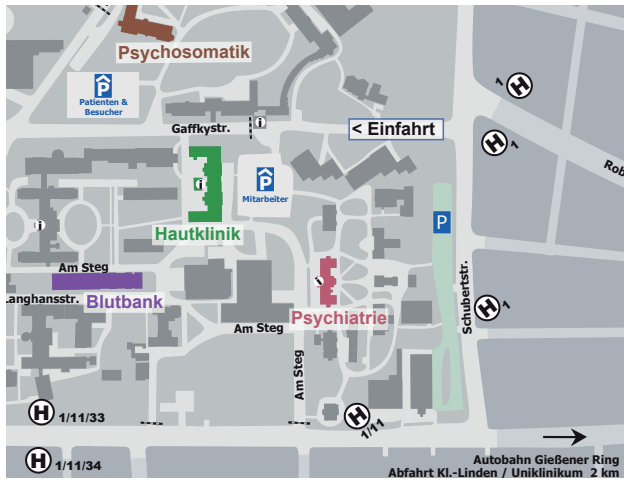 Psychosomatik
P
Patienten &
Besucher
1
H
Gaffkystr.
i
< Einfahrt
H
1
Rob
i
P
Mitarbeiter
Hautklinik
P
i
Am Steg
Langhansstr.
Blutbank
i
Psychiatrie
Schubertstr.
H
1
Am Steg
Am Steg
H
1/11/33
H
1/11
H
1/11/34
Autobahn Gießener Ring
Abfahrt Kl.-Linden / Uniklinikum 2 km